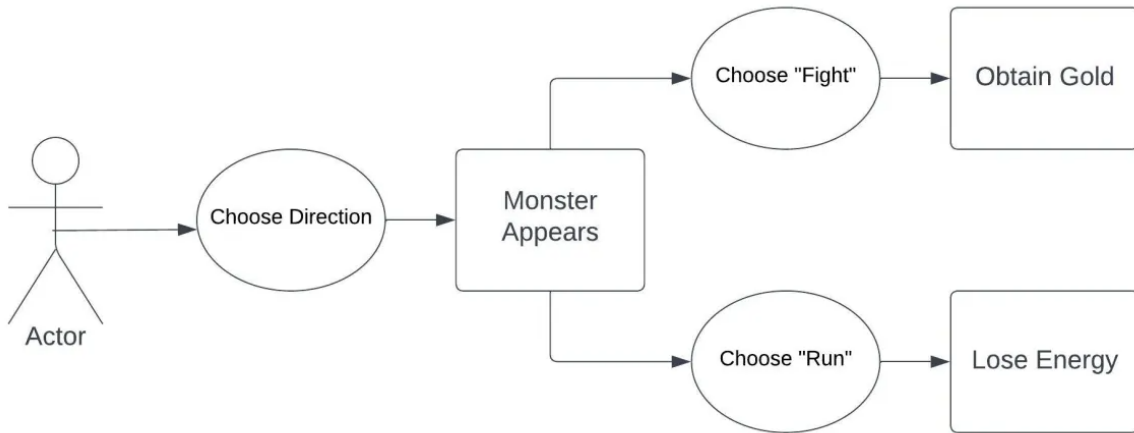 Actor
Choose Direction
Monster
Appears
Choose "Fight"
Obtain Gold
Choose "Run"
Lose Energy